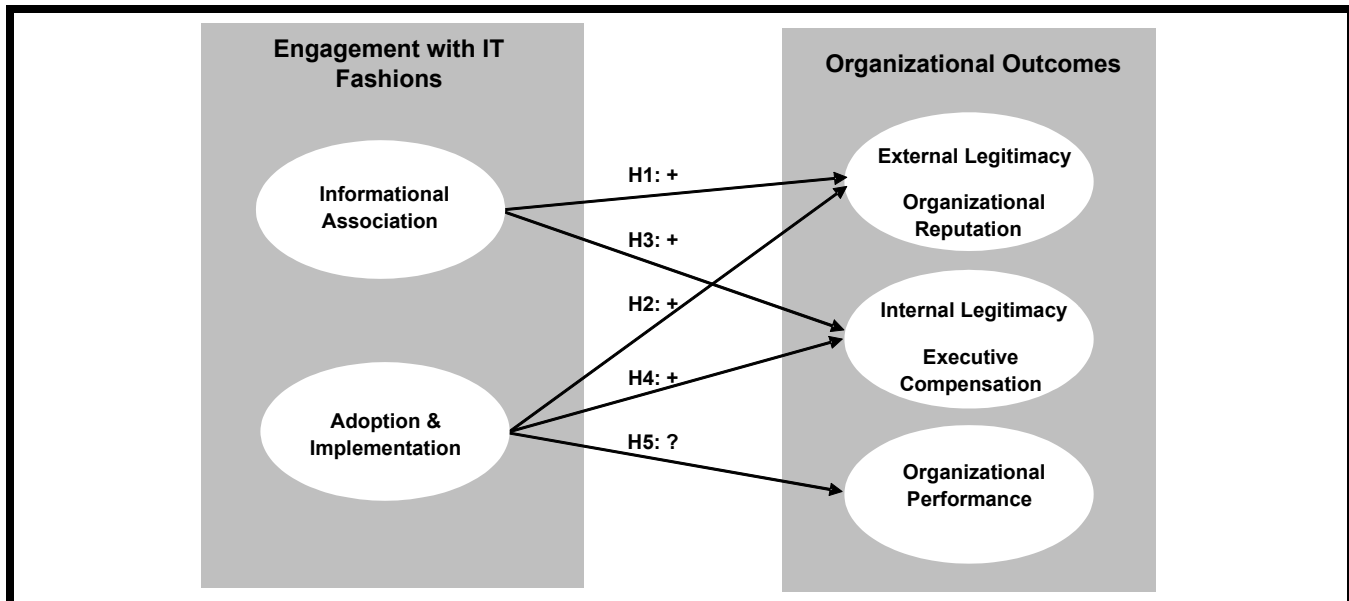 Engagement with IT
Fashions
Informational
Association
Adoption &
Implementation
H1: +
H3: +
H2: +
H4: +
H5: ?
Organizational Outcomes
External Legitimacy
Organizational
Reputation
Internal Legitimacy
Executive
Compensation
Organizational
Performance